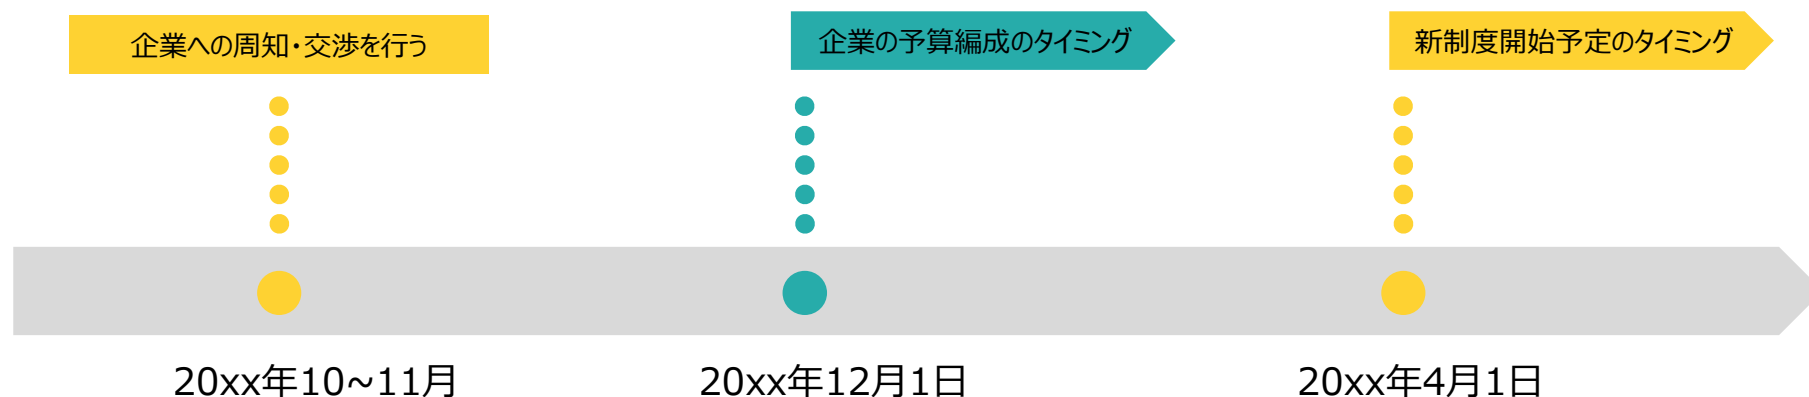 企業への周知・交渉を行う
企業の予算編成のタイミング
新制度開始予定のタイミング
20xx年10~11月
20xx年12月1日
20xx年4月1日